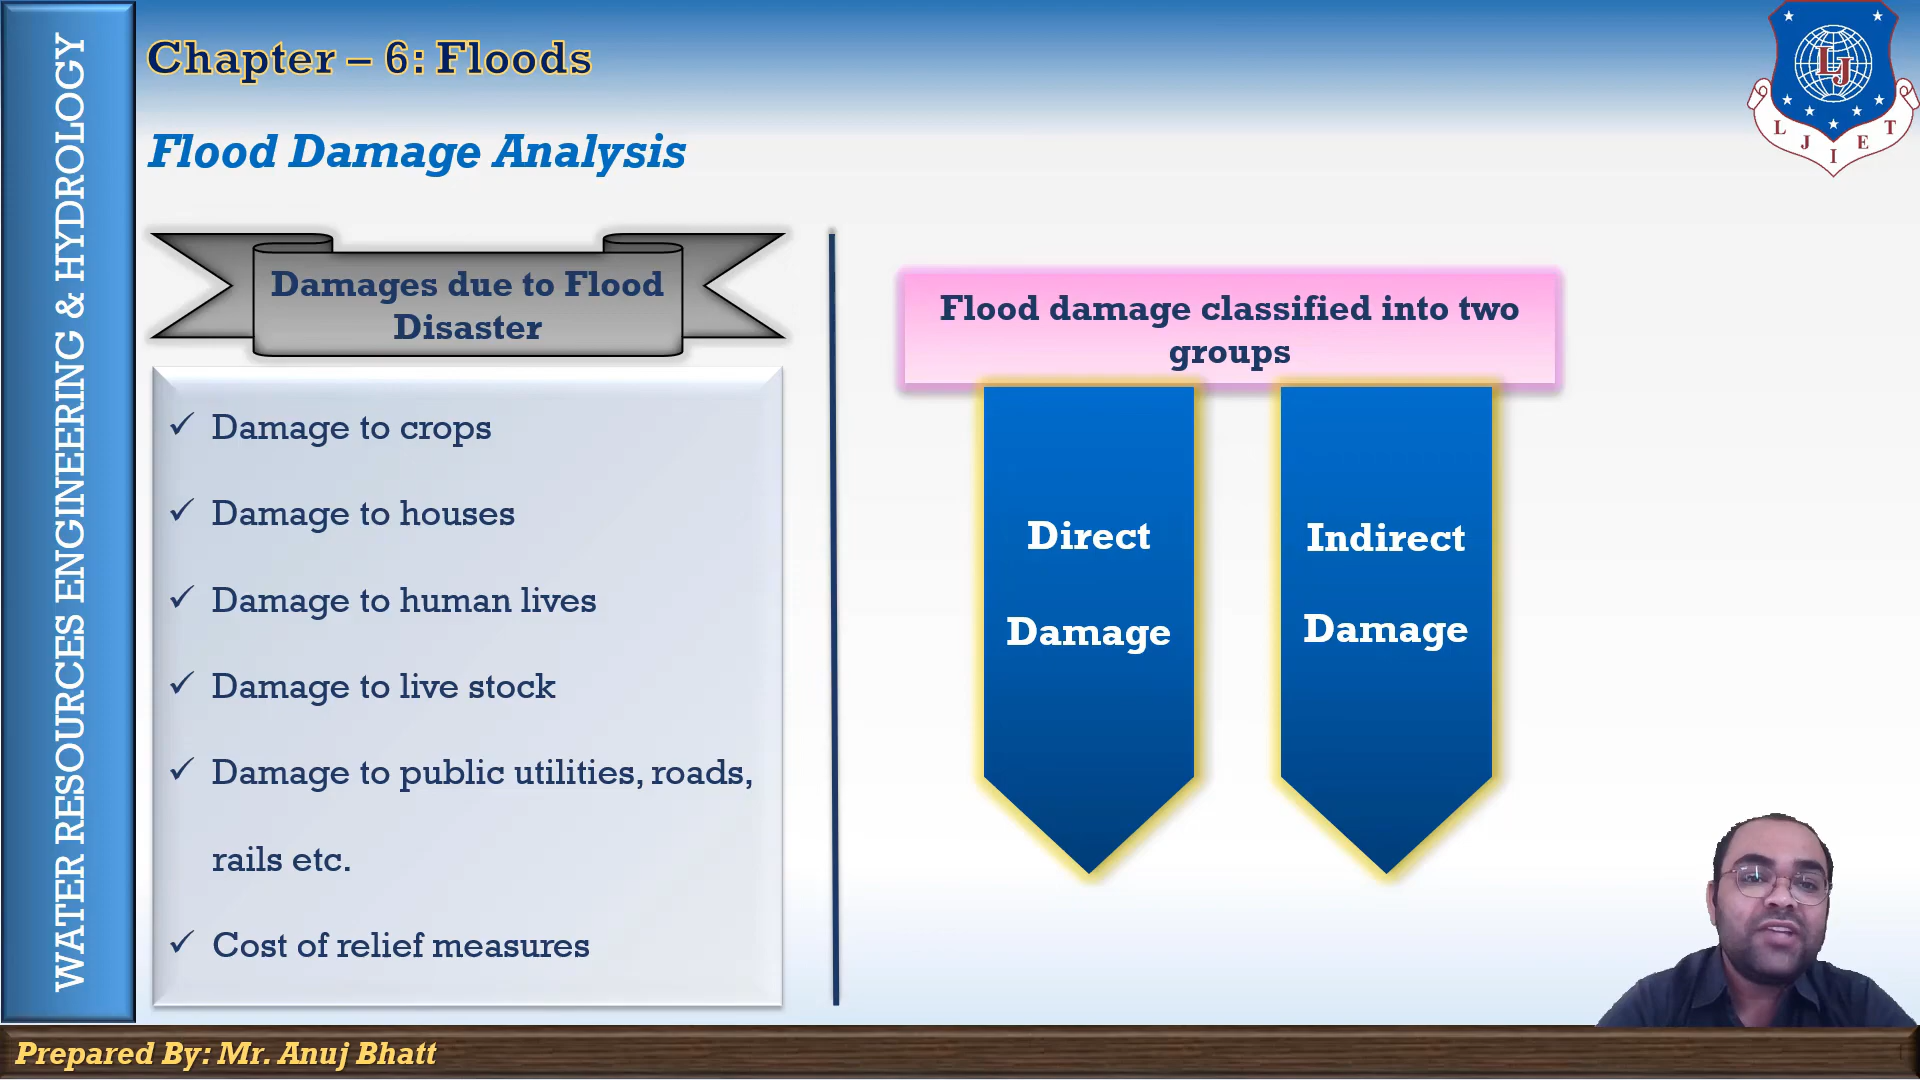 WATER RESOURCES ENGINEERING & HYDROLOGY
Chapter – 6: Floods
Flood Damage Analysis
L J I E T
LJ
Damages due to Flood
Disaster
✓ Damage to crops
✓ Damage to houses
✓ Damage to human lives
✓ Damage to live stock
✓ Damage to public utilities, roads,
rails etc.
✓ Cost of relief measures
Flood damage classified into two
groups
Direct
Damage
Indirect
Damage
Prepared By: Mr. Anuj Bhatt